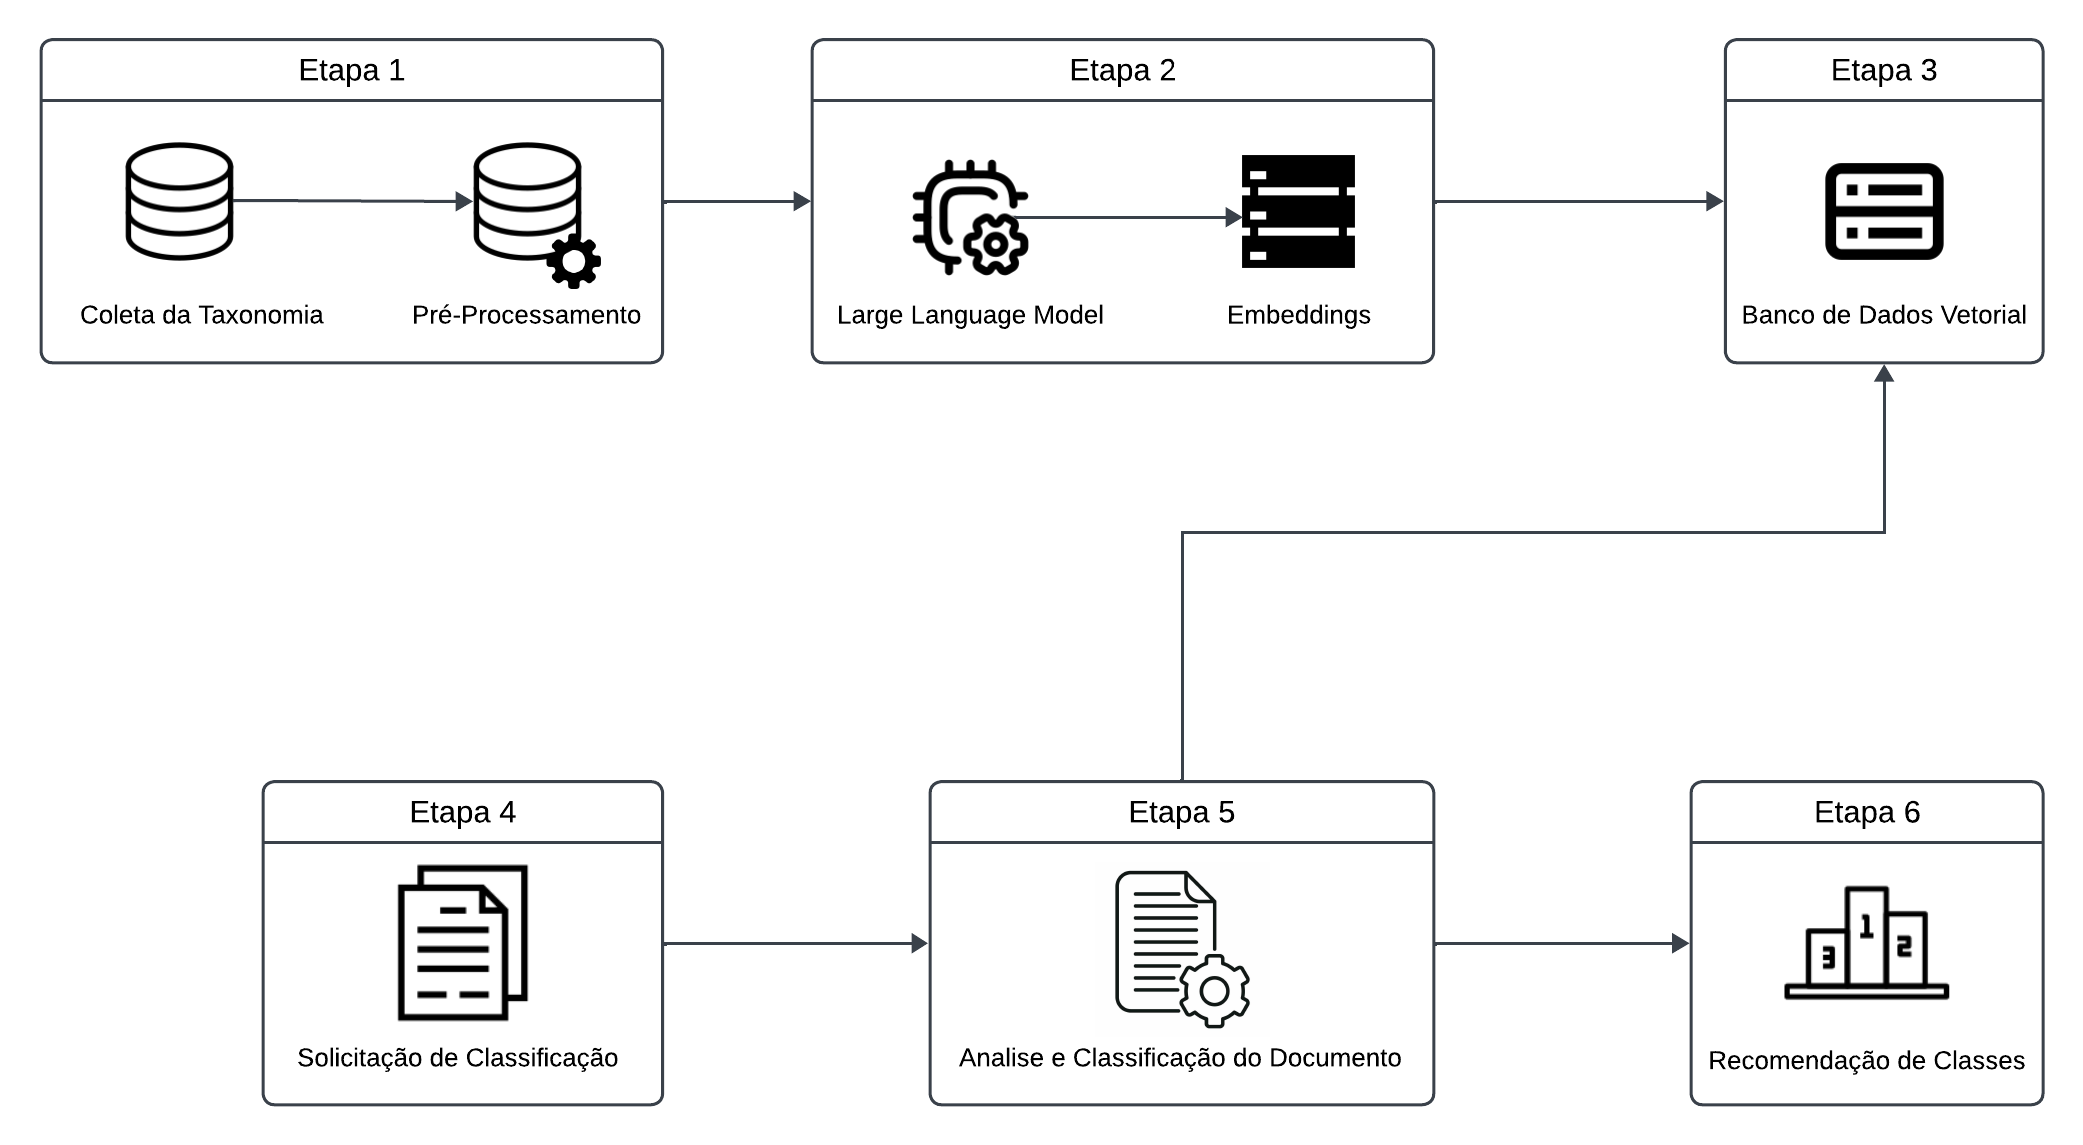 Etapa 1
Coleta da Taxonomia
Pré-Processamento
Etapa 2
Large Language Model
Embeddings
Etapa 3
Banco de Dados Vetorial
Etapa 4
Solicitação de Classificação
Etapa 5
Analise e Classificação do Documento
Etapa 6
3
1
2
Recomendação de Classes